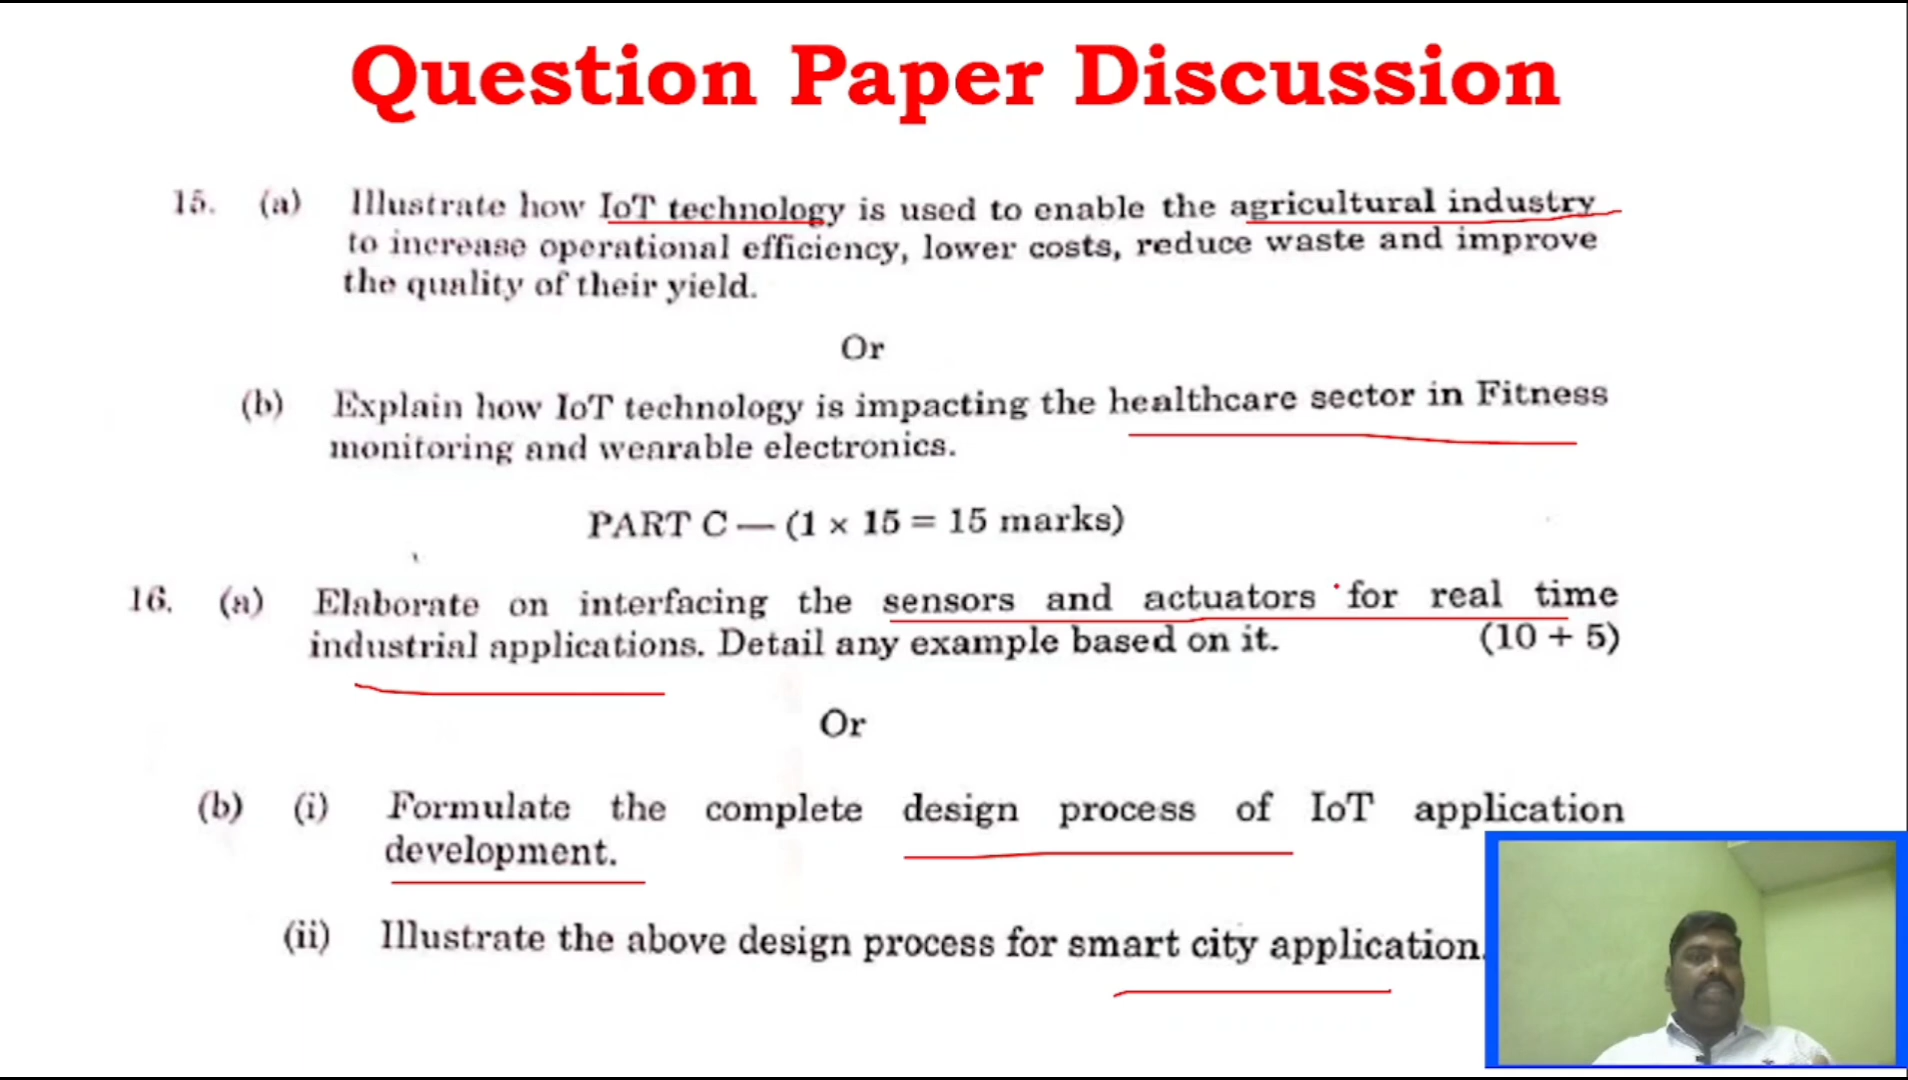 Question Paper Discussion
15. (a) Illustrate how IoT technology is used to enable the agricultural industry
to increase operational efficiency, lower costs, reduce waste and improve
the quality of their yield.
Or
(b) Explain how IoT technology is impacting the healthcare sector in Fitness
monitoring and wearable electronics.
PART C — (1 × 15 = 15 marks)
16. (a) Elaborate on interfacing the sensors and actuators for real time
industrial applications. Detail any example based on it. (10 + 5)
Or
(b) (i) Formulate the complete design process of IoT application
development.
(ii) Illustrate the above design process for smart city application.